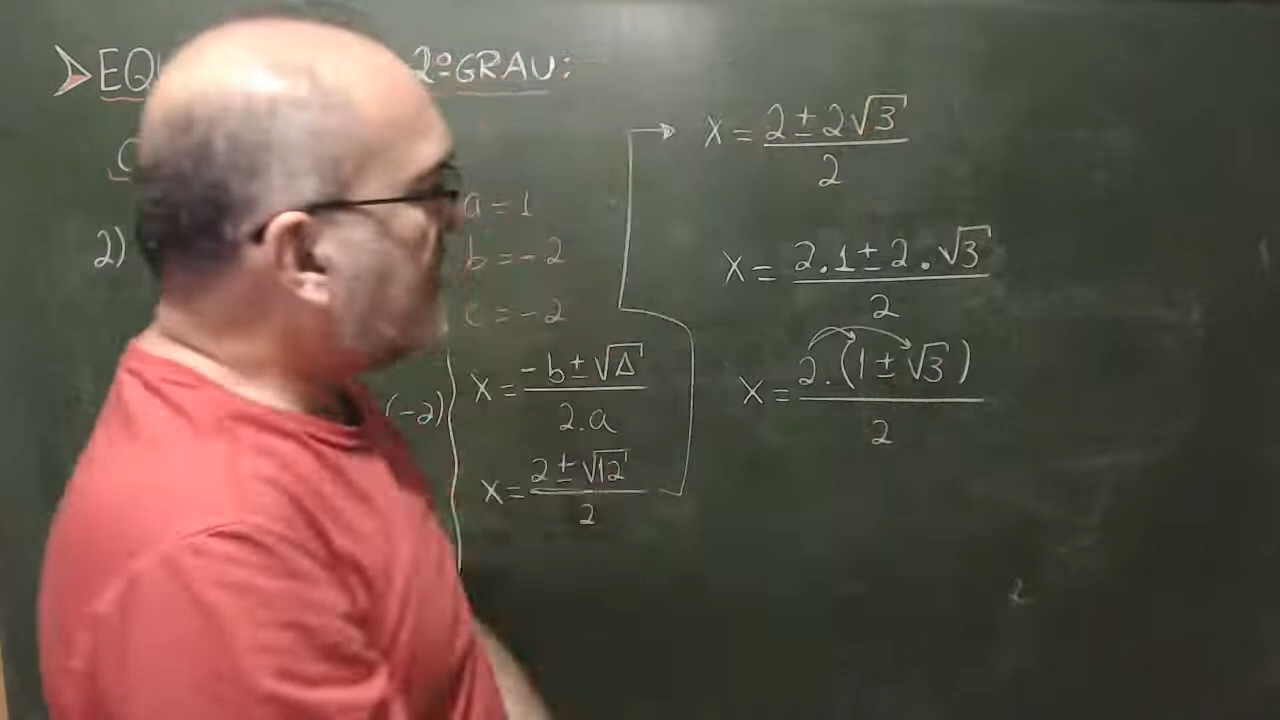 2ºGRAU:
2)
a = 1
b = -2
c = -2
x = (-b ± √Δ) / 2.a
(-2)
x = (2 ± √12) / 2
x = (2 ± 2√3) / 2
x = (2.1 ± 2.√3) / 2
x = 2.(1 ± √3) / 2
2